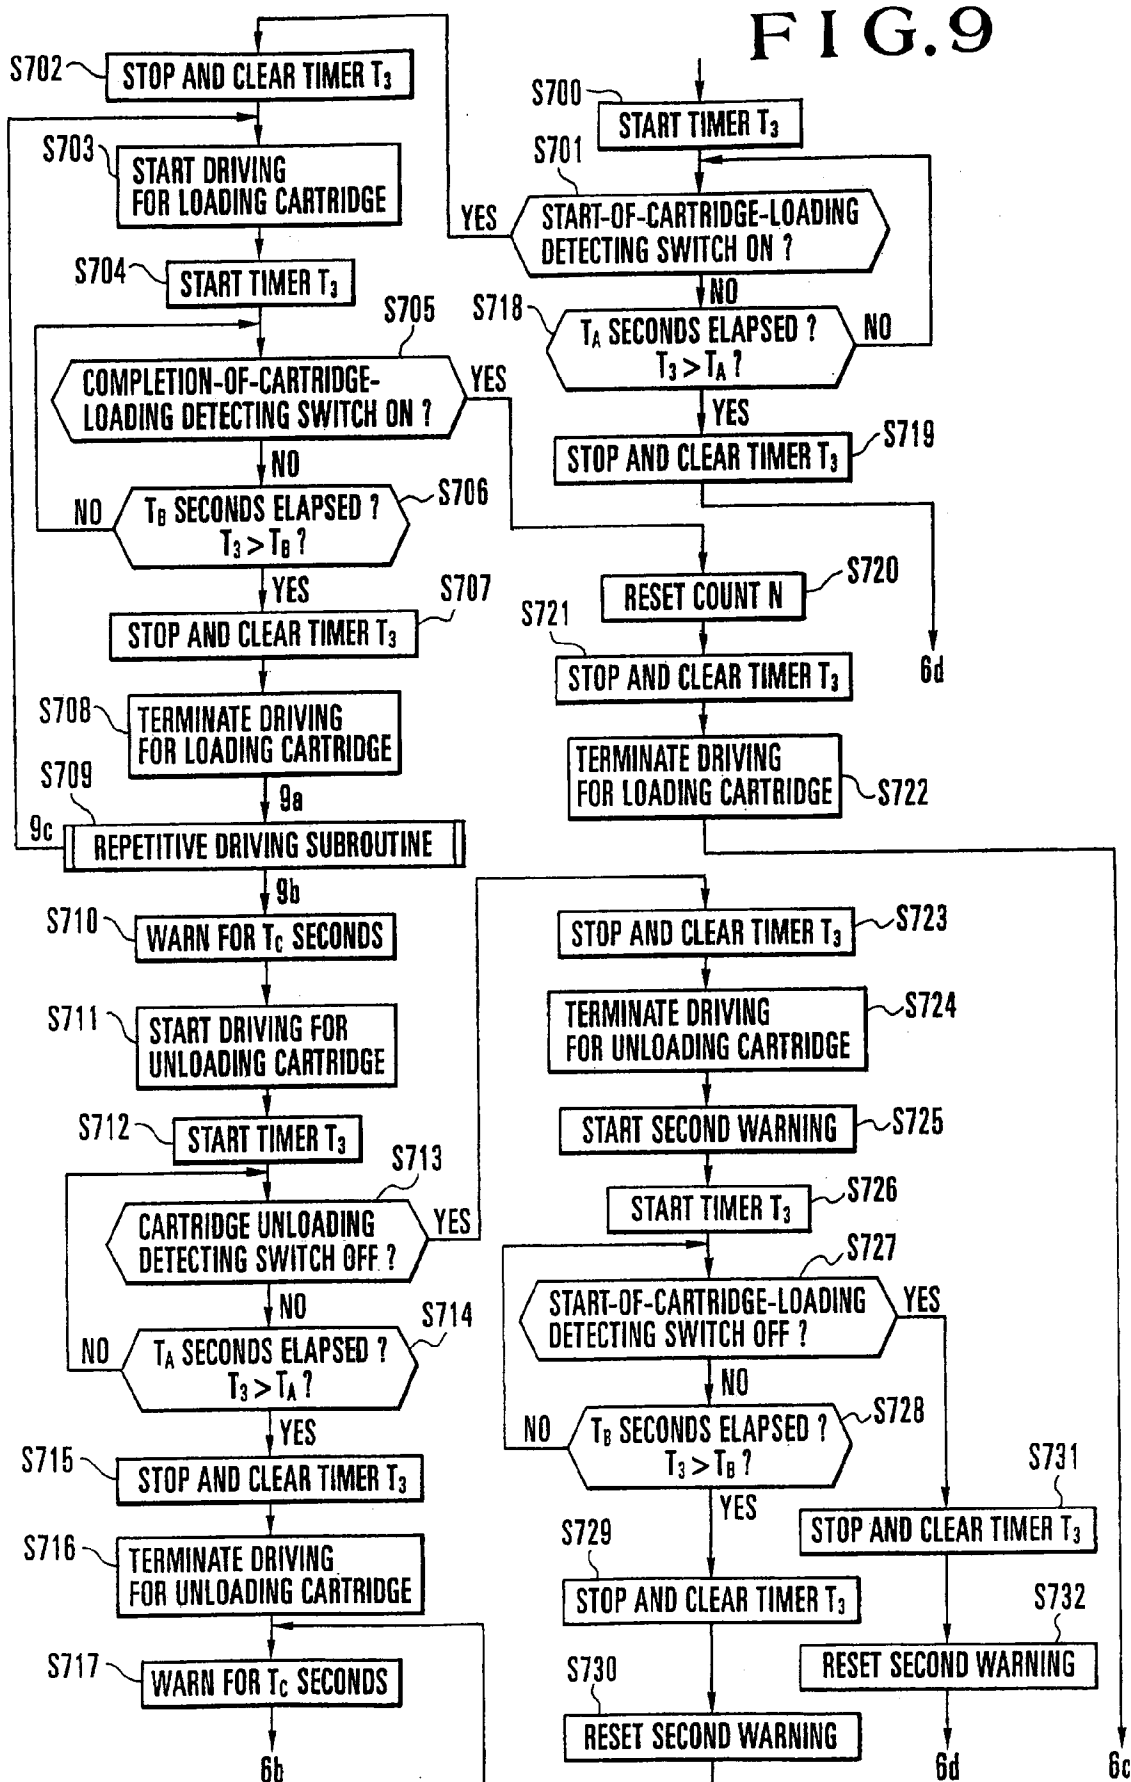 FIG.9
S702
STOP AND CLEAR TIMER T3
S703
START DRIVING
FOR LOADING CARTRIDGE
S704
START TIMER T3
S705
COMPLETION-OF-CARTRIDGE-
LOADING DETECTING SWITCH ON ?
YES
NO
S706
TB SECONDS ELAPSED ?
T3 > TB ?
NO
YES
S707
STOP AND CLEAR TIMER T3
S708
TERMINATE DRIVING
FOR LOADING CARTRIDGE
S709
9a
9c
REPETITIVE DRIVING SUBROUTINE
9b
S710
WARN FOR TC SECONDS
S711
START DRIVING FOR
UNLOADING CARTRIDGE
S712
START TIMER T3
S713
CARTRIDGE UNLOADING
DETECTING SWITCH OFF ?
YES
NO
S714
TA SECONDS ELAPSED ?
T3 > TA ?
NO
YES
S715
STOP AND CLEAR TIMER T3
S716
TERMINATE DRIVING
FOR UNLOADING CARTRIDGE
S717
WARN FOR TC SECONDS
6b
S700
START TIMER T3
S701
START-OF-CARTRIDGE-LOADING
DETECTING SWITCH ON ?
YES
NO
S718
TA SECONDS ELAPSED ?
T3 > TA ?
NO
YES
S719
STOP AND CLEAR TIMER T3
6d
S720
RESET COUNT N
S721
STOP AND CLEAR TIMER T3
TERMINATE DRIVING
FOR LOADING CARTRIDGE
S722
S723
STOP AND CLEAR TIMER T3
S724
TERMINATE DRIVING
FOR UNLOADING CARTRIDGE
START SECOND WARNING
S725
START TIMER T3
S726
S727
START-OF-CARTRIDGE-LOADING
DETECTING SWITCH OFF ?
YES
NO
S728
TB SECONDS ELAPSED ?
T3 > TB ?
NO
YES
S729
STOP AND CLEAR TIMER T3
S730
RESET SECOND WARNING
S731
STOP AND CLEAR TIMER T3
S732
RESET SECOND WARNING
6d
6c